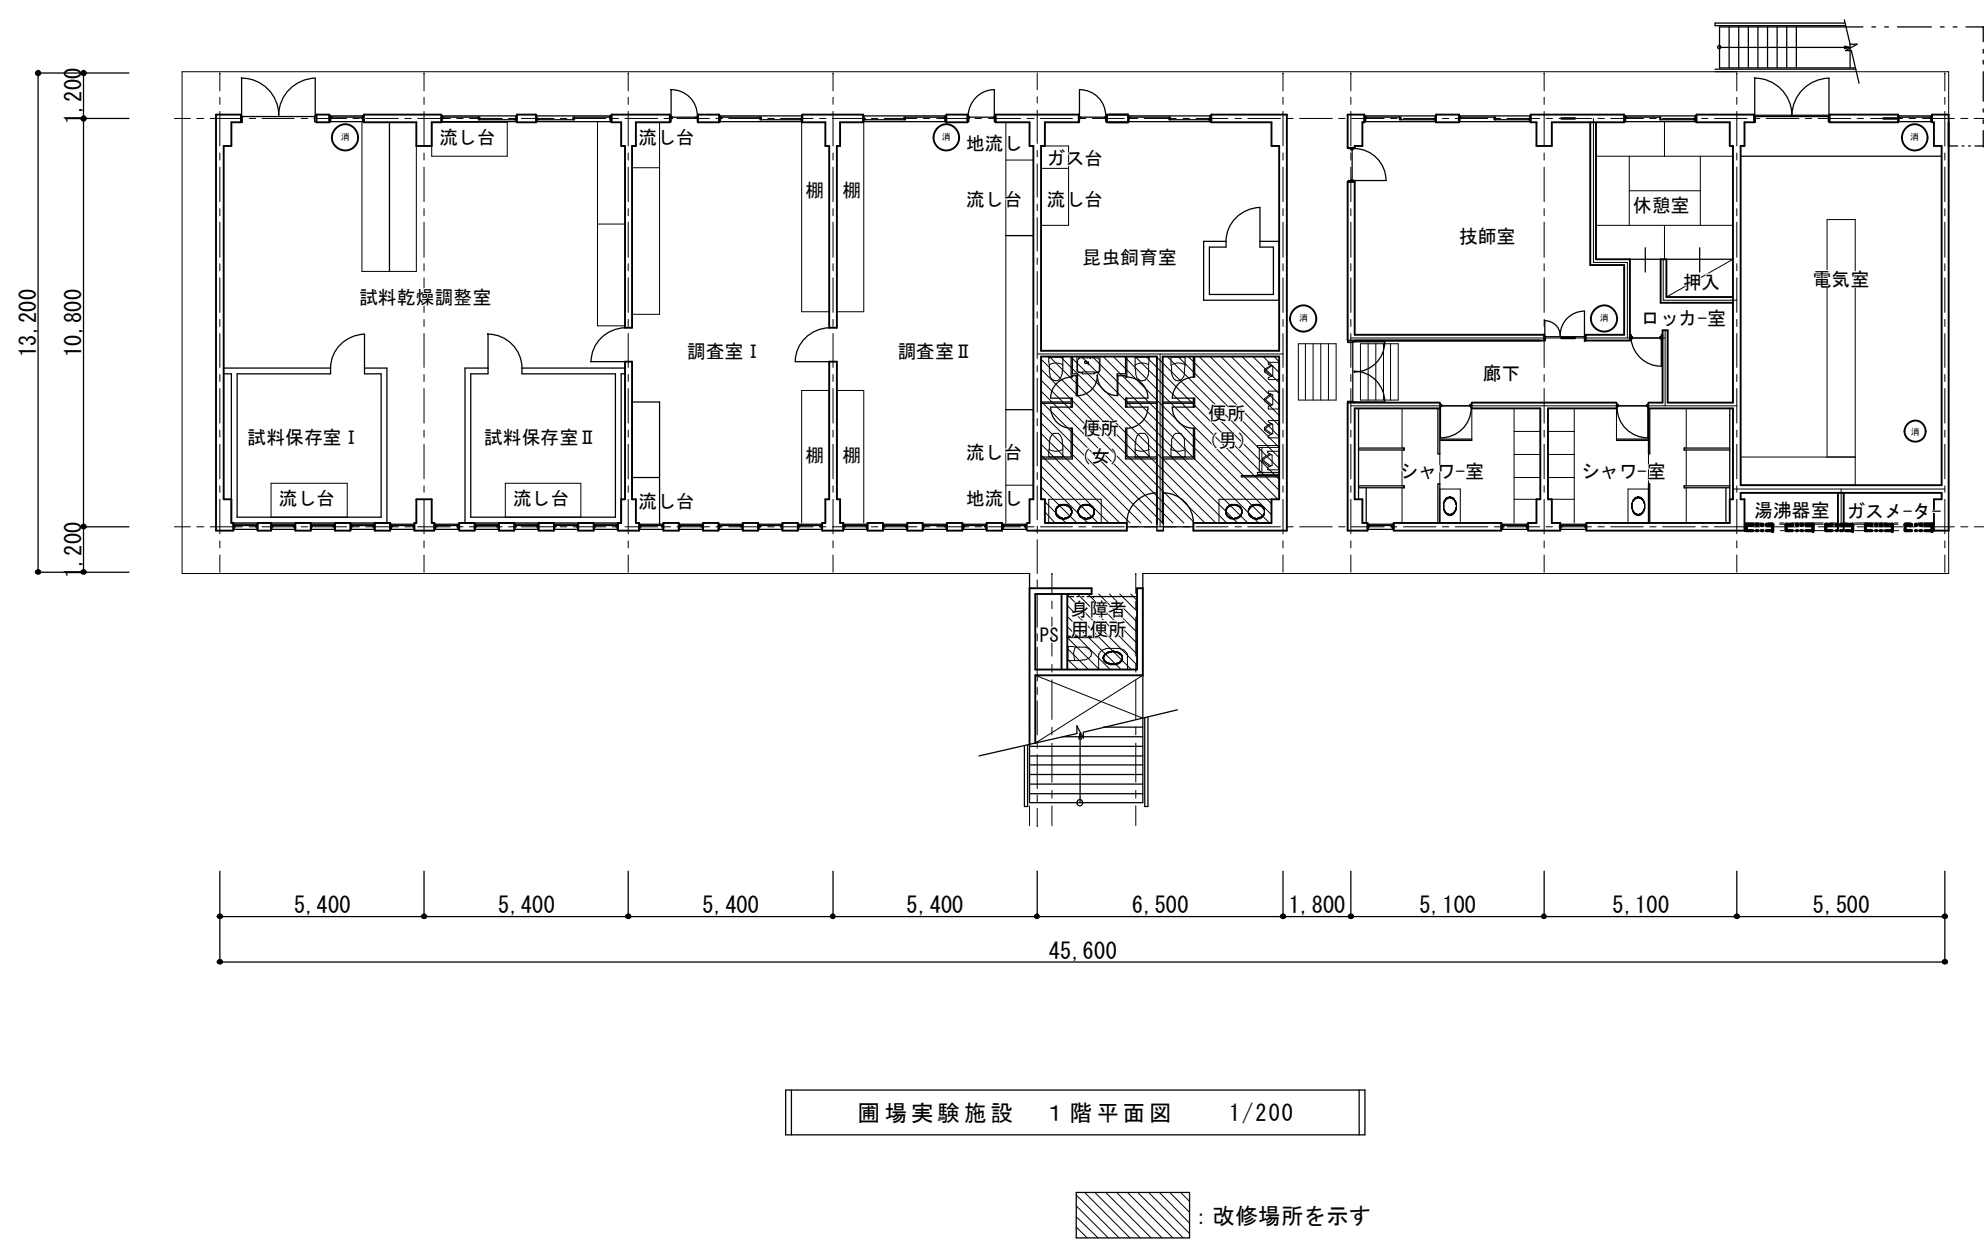 1,200
13,200
10,800
1,200
消
流し台
流し台
消
地流し
ガス台
消
棚
棚
流し台
流し台
休憩室
技師室
昆虫飼育室
電気室
押入
試料乾燥調整室
消
消
ロッカー室
調査室Ⅰ
調査室Ⅱ
廊下
便所
(男)
便所
(女)
消
試料保存室Ⅰ
試料保存室Ⅱ
棚
棚
流し台
シャワー室
シャワー室
流し台
流し台
流し台
地流し
湯沸器室
ガスメーター
身障者
用便所
PS
5,400
5,400
5,400
5,400
6,500
1,800
5,100
5,100
5,500
45,600
圃場実験施設 1階平面図 1/200
: 改修場所を示す